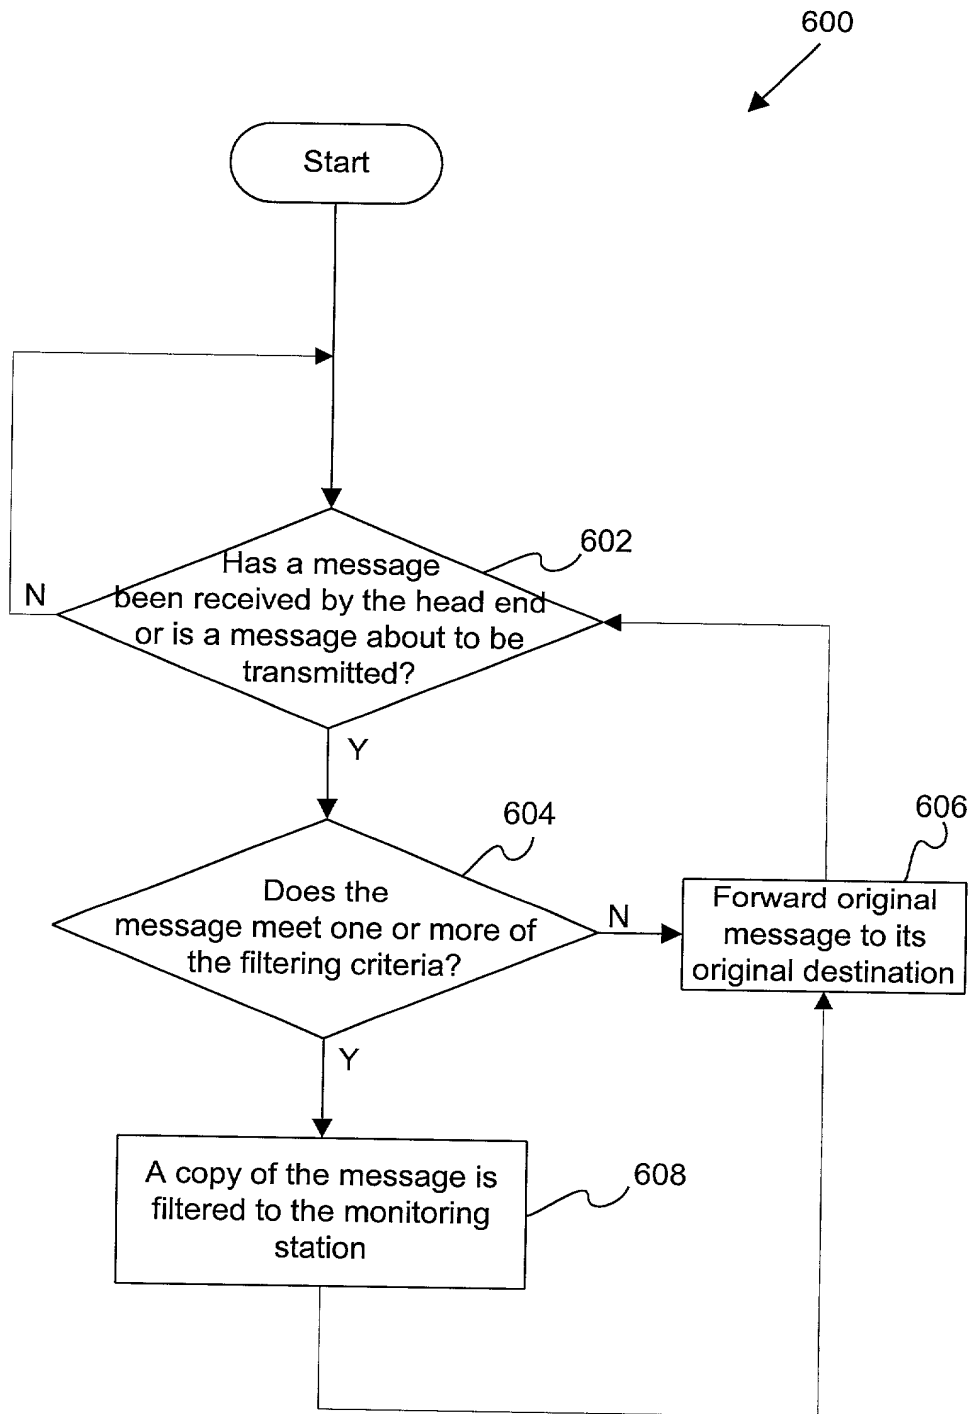 600
Start
602
Has a message
been received by the head end
or is a message about to be
transmitted?
N
Y
604
606
Does the
message meet one or more of
the filtering criteria?
N
Forward original
message to its
original destination
Y
A copy of the message is
filtered to the monitoring
station
608